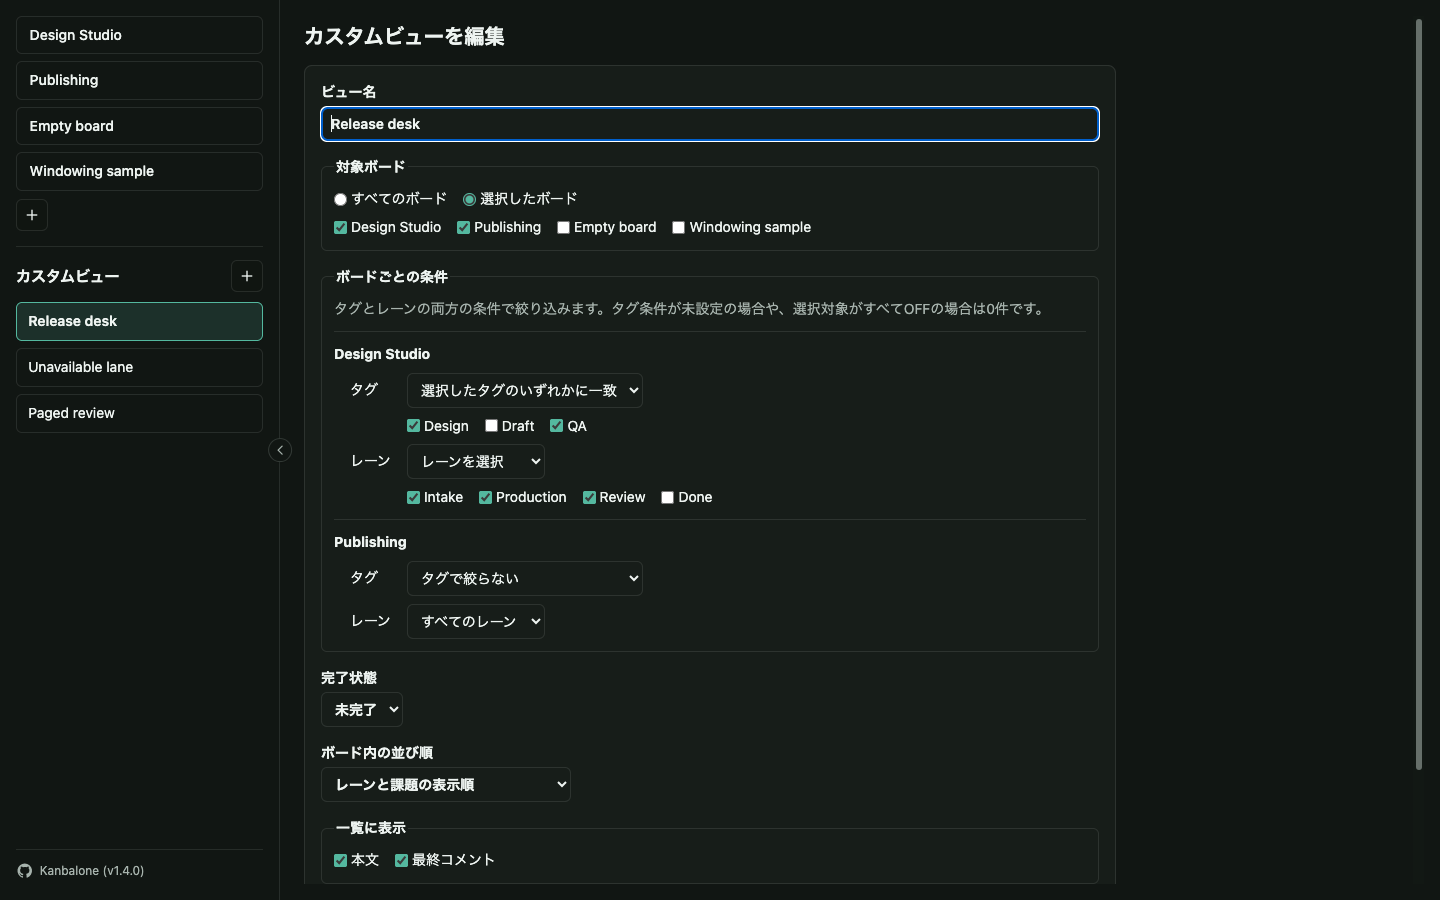 Design Studio
Publishing
Empty board
Windowing sample
+
カスタムビュー +
Release desk
Unavailable lane
Paged review
Kanbalone (v1.4.0)
カスタムビューを編集
ビュー名
Release desk
対象ボード
すべてのボード 選択したボード
Design Studio Publishing Empty board Windowing sample
ボードごとの条件
タグとレーンの両方の条件で絞り込みます。タグ条件が未設定の場合や、選択対象がすべてOFFの場合は0件です。
Design Studio
タグ 選択したタグのいずれかに一致
Design Draft QA
レーン レーンを選択
Intake Production Review Done
Publishing
タグ タグで絞らない
レーン すべてのレーン
完了状態
未完了
ボード内の並び順
レーンと課題の表示順
一覧に表示
本文 最終コメント